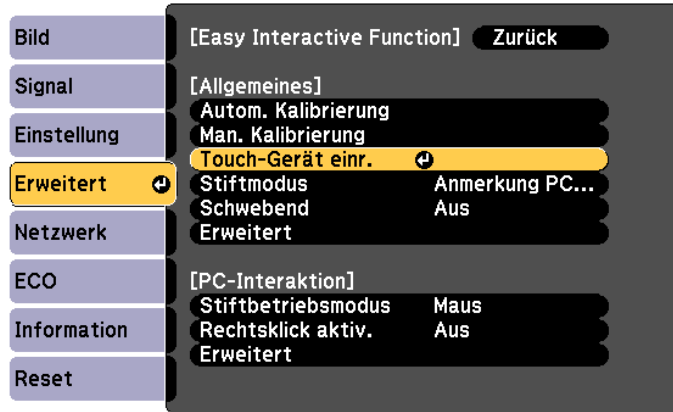 Bild
Signal
Einstellung
Erweitert
Netzwerk
ECO
Information
Reset
[Easy Interactive Function] Zurück
[Allgemeines]
Autom. Kalibrierung
Man. Kalibrierung
Touch-Gerät einr.
Stiftmodus Anmerkung PC...
Schwebend Aus
Erweitert
[PC-Interaktion]
Stiftbetriebsmodus Maus
Rechtsklick aktiv. Aus
Erweitert